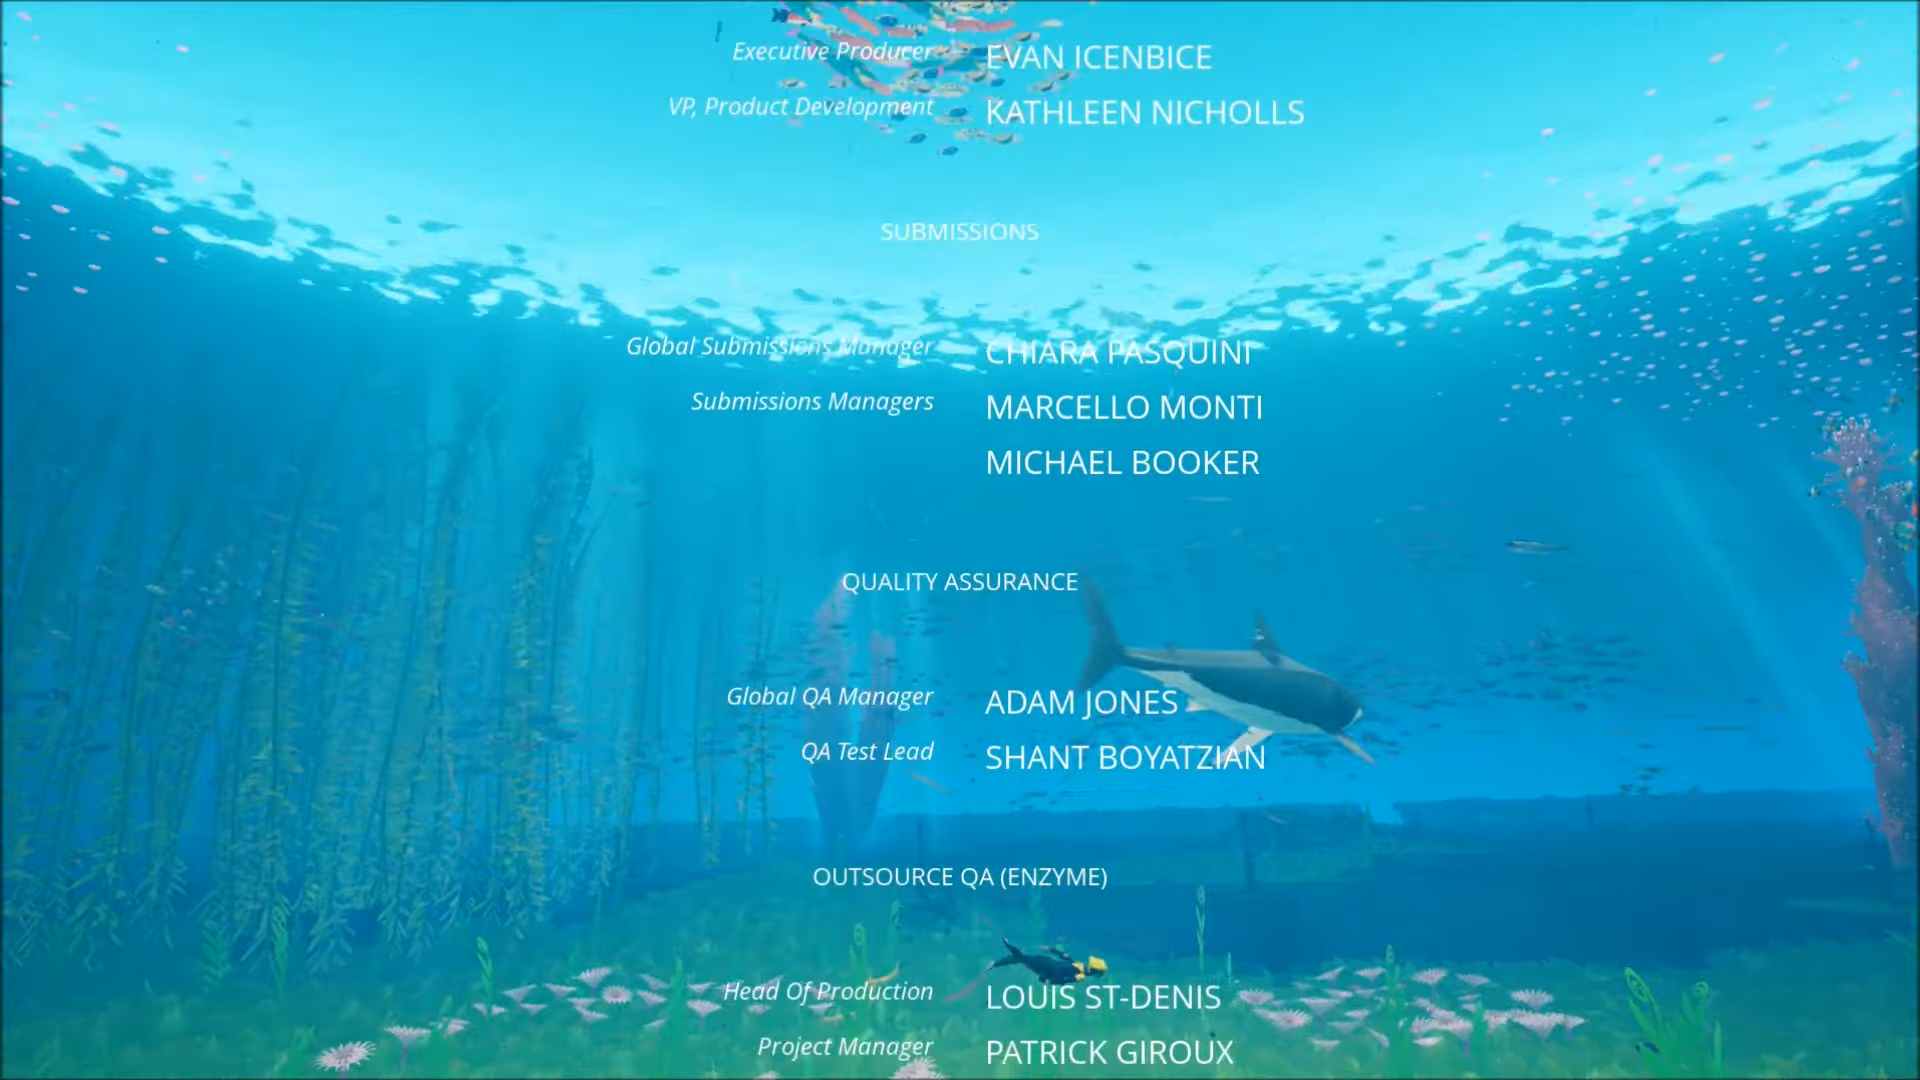 Executive Producer EVAN ICENBICE
VP, Product Development KATHLEEN NICHOLLS
SUBMISSIONS
Global Submissions Manager CHIARA PASQUINI
Submissions Managers MARCELLO MONTI
MICHAEL BOOKER
QUALITY ASSURANCE
Global QA Manager ADAM JONES
QA Test Lead SHANT BOYATZIAN
OUTSOURCE QA (ENZYME)
Head Of Production LOUIS ST-DENIS
Project Manager PATRICK GIROUX